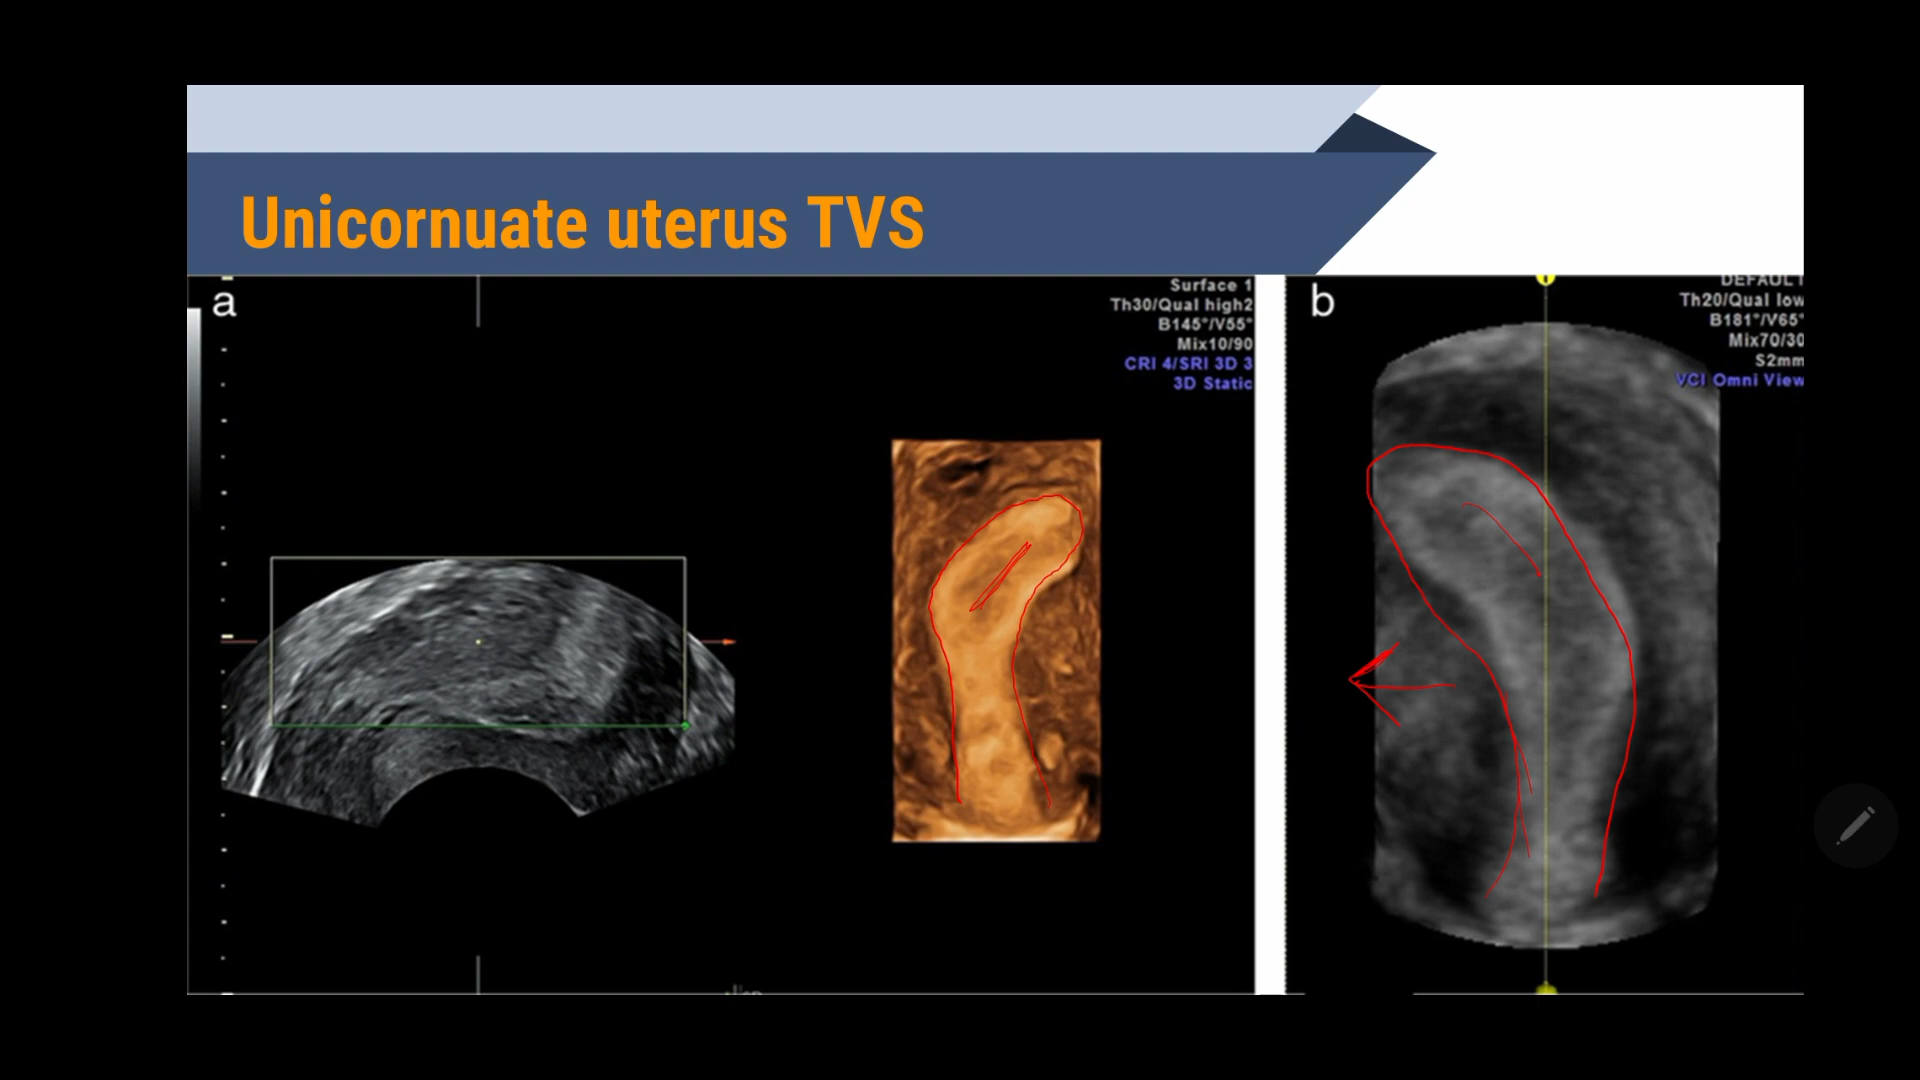 Unicornuate uterus TVS
a
Surface 1
Th30/Qual high2
B145°/V55°
Mix10/90
CRI 4/SRI 3D 3
3D Static
b
DEFAULT
Th20/Qual low
B181°/V65°
Mix70/30
S2mm
VCI Omni View